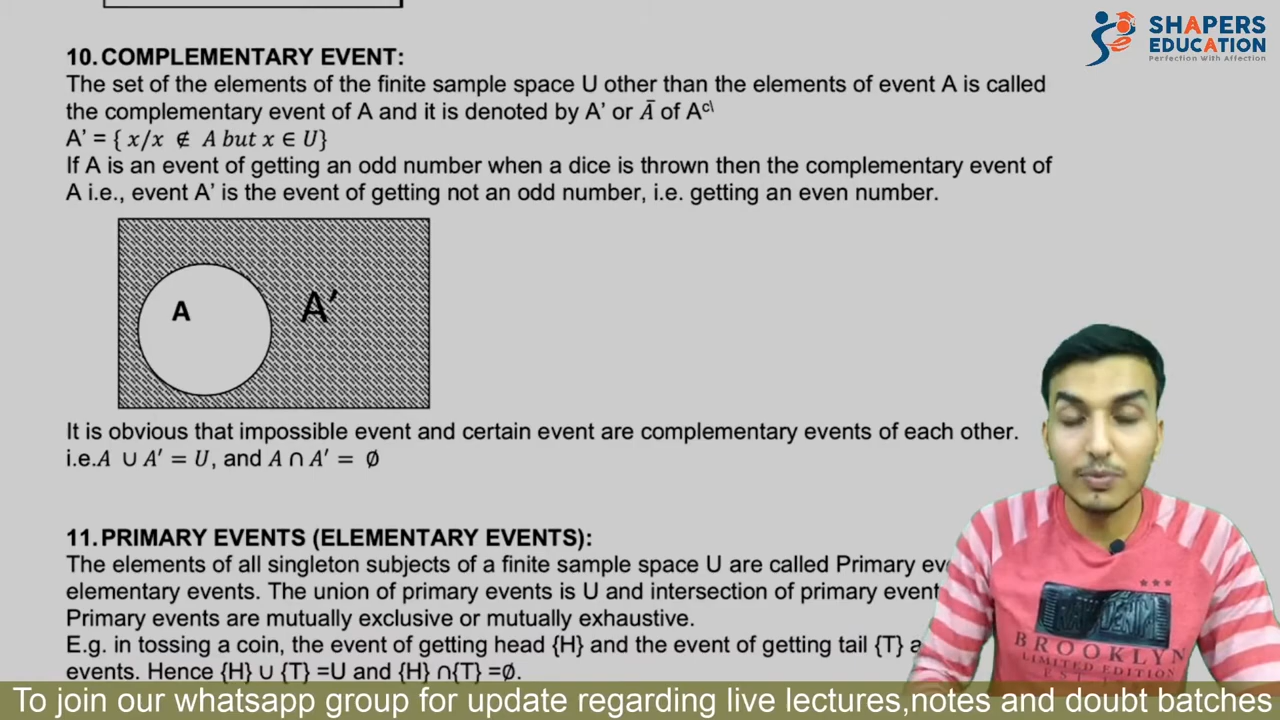 SHAPERS
EDUCATION
Perfection With Affection
10. COMPLEMENTARY EVENT:
The set of the elements of the finite sample space U other than the elements of event A is called
the complementary event of A and it is denoted by A' or Ā of Aᶜ\
A' = { x/x ∉ A but x ∈ U}
If A is an event of getting an odd number when a dice is thrown then the complementary event of
A i.e., event A' is the event of getting not an odd number, i.e. getting an even number.
A
A'
It is obvious that impossible event and certain event are complementary events of each other.
i.e.A ∪ A' = U, and A ∩ A' = ∅
11. PRIMARY EVENTS (ELEMENTARY EVENTS):
The elements of all singleton subjects of a finite sample space U are called Primary
elementary events. The union of primary events is U and intersection of primary
Primary events are mutually exclusive or mutually exhaustive.
E.g. in tossing a coin, the event of getting head {H} and the event of getting tail {T}
events. Hence {H} ∪ {T} =U and {H} ∩{T} =∅.
BROOKLYN
LIMITED EDITION
To join our whatsapp group for update regarding live lectures,notes and doubt batches